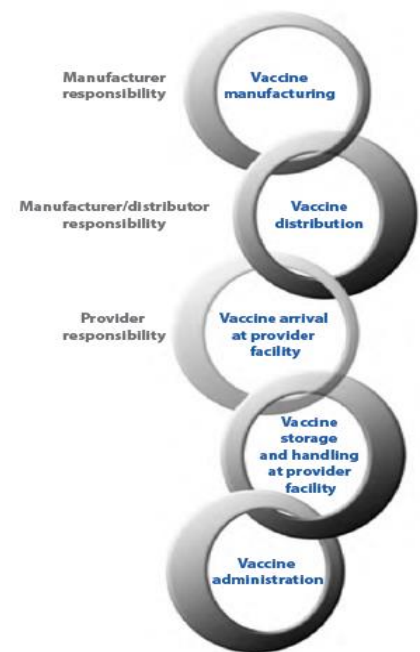 Manufacturer
responsibility
Vaccine
manufacturing
Manufacturer/distributor
responsibility
Vaccine
distribution
Provider
responsibility
Vaccine arrival
at provider
facility
Vaccine
storage
and handling
at provider
facility
Vaccine
administration